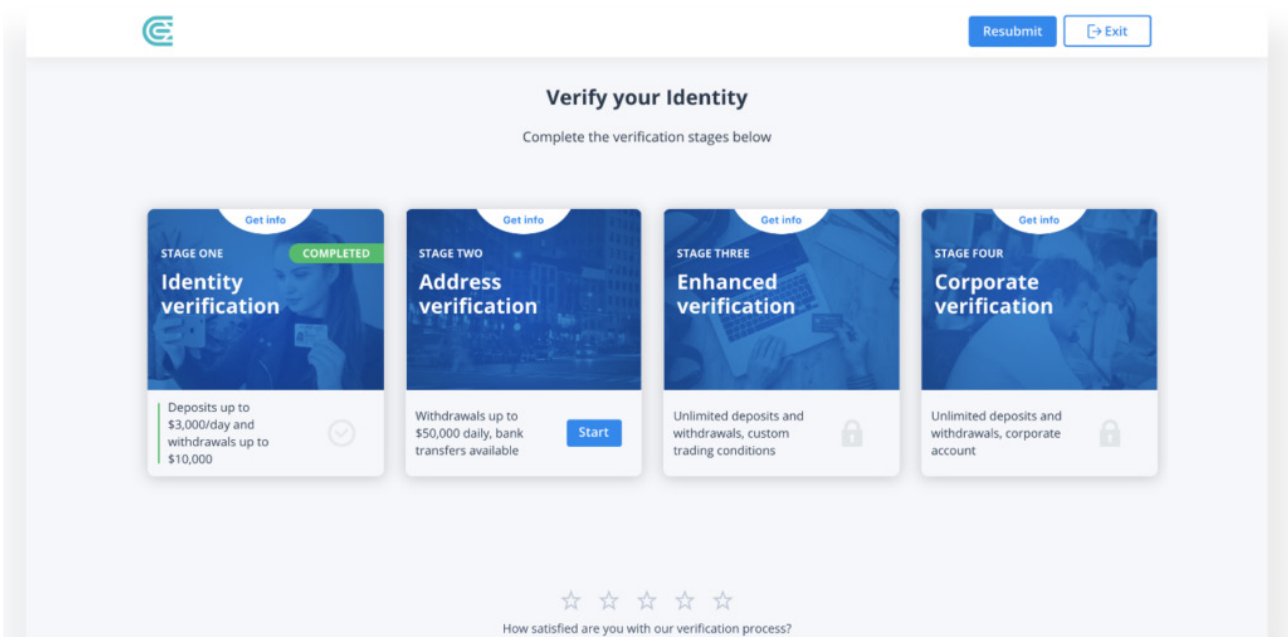 Resubmit
Exit
Verify your Identity
Complete the verification stages below
Get info
STAGE ONE
COMPLETED
Identity
verification
Deposits up to
$3,000/day and
withdrawals up to
$10,000
Get info
STAGE TWO
Address
verification
Withdrawals up to
$50,000 daily, bank
transfers available
Start
Get info
STAGE THREE
Enhanced
verification
Unlimited deposits and
withdrawals, custom
trading conditions
Get info
STAGE FOUR
Corporate
verification
Unlimited deposits and
withdrawals, corporate
account
How satisfied are you with our verification process?